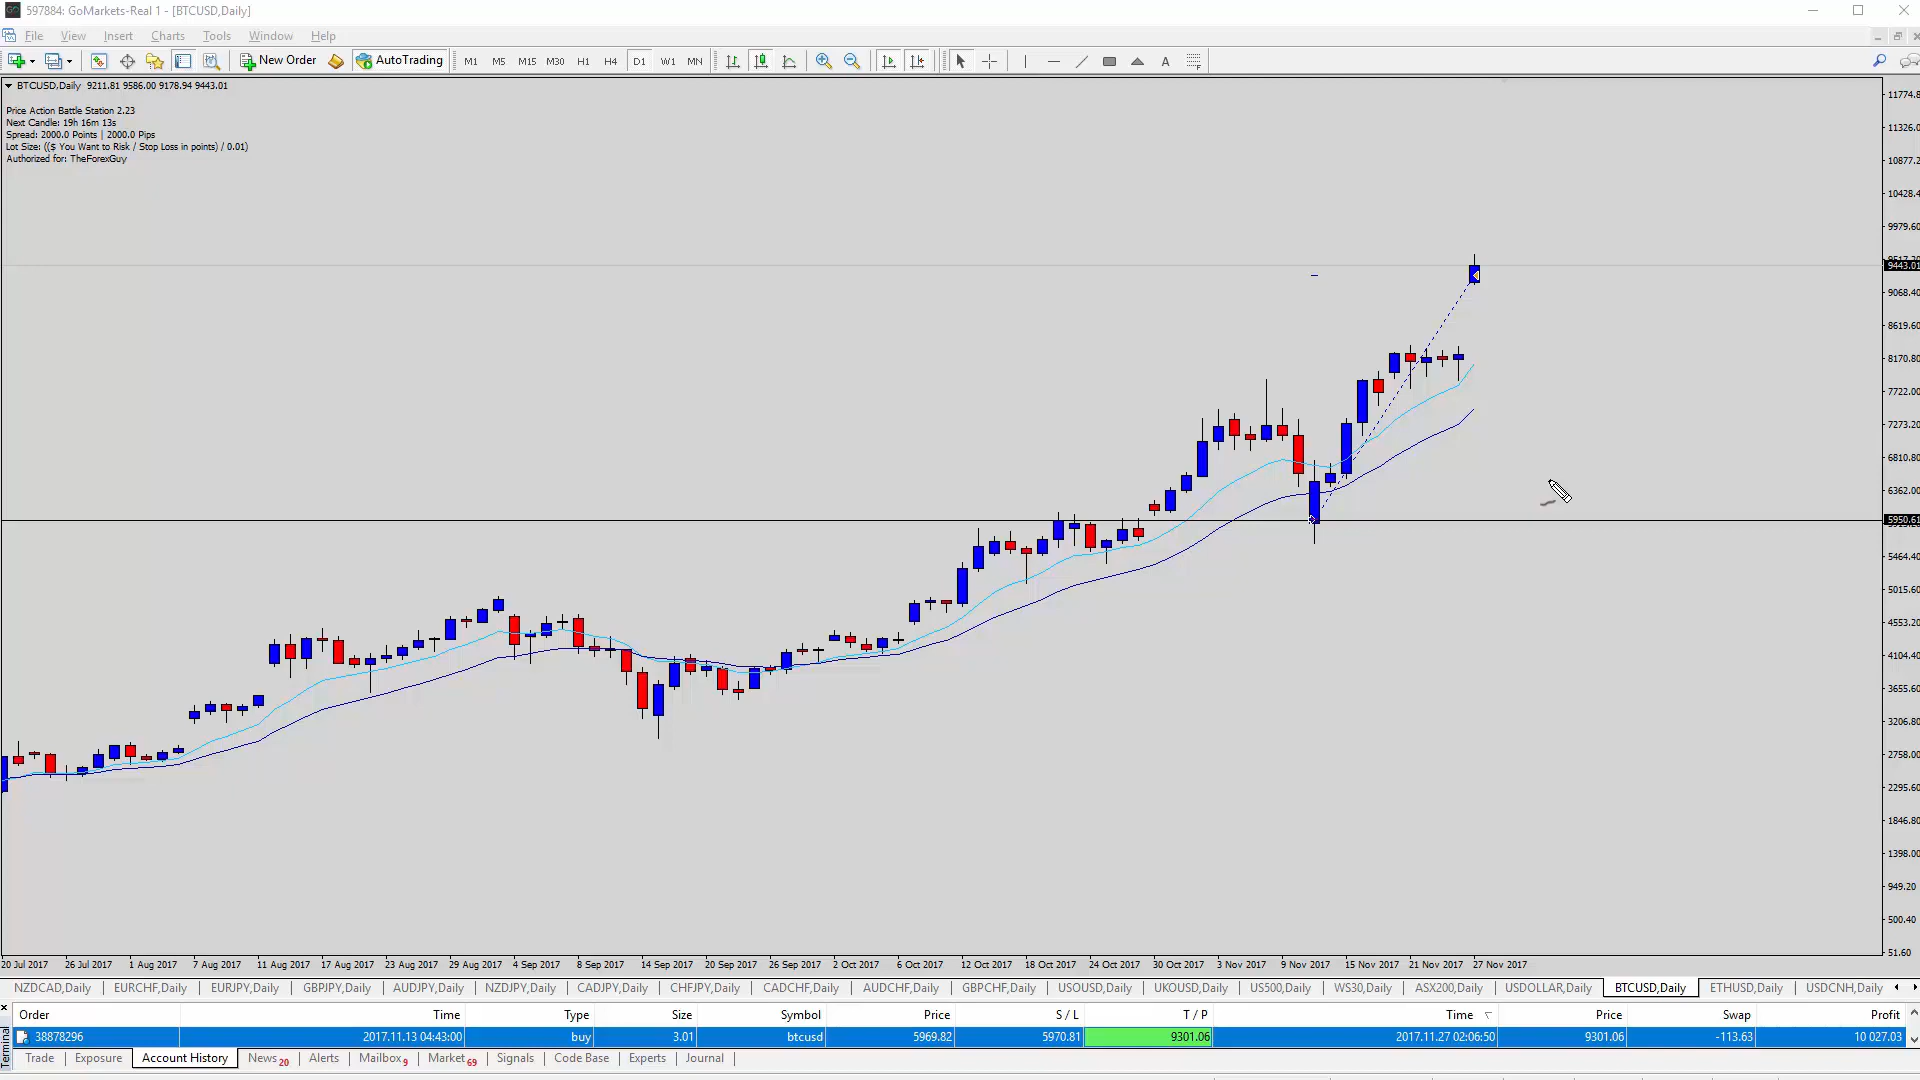 597884: GoMarkets-Real 1 - [BTCUSD,Daily]
File View Insert Charts Tools Window Help
New Order AutoTrading M1 M5 M15 M30 H1 H4 D1 W1 MN A
BTCUSD,Daily 9211.81 9586.00 9178.94 9443.01
Price Action Battle Station 2.23
Next Candle: 19h 16m 13s
Spread: 2000.0 Points | 2000.0 Pips
Lot Size: (($ You Want to Risk / Stop Loss in points) / 0.01)
Authorized for: TheForexGuy
11774.8
11326.0
10877.2
10428.4
9979.60
9443.01
9068.40
8619.60
8170.80
7722.00
7273.20
6810.80
6362.00
5950.61
5464.40
5015.60
4553.20
4104.40
3655.60
3206.80
2758.00
2295.60
1846.80
1398.00
949.20
500.40
51.60
20 Jul 2017 26 Jul 2017 1 Aug 2017 7 Aug 2017 11 Aug 2017 17 Aug 2017 23 Aug 2017 29 Aug 2017 4 Sep 2017 8 Sep 2017 14 Sep 2017 20 Sep 2017 26 Sep 2017 2 Oct 2017 6 Oct 2017 12 Oct 2017 18 Oct 2017 24 Oct 2017 30 Oct 2017 3 Nov 2017 9 Nov 2017 15 Nov 2017 21 Nov 2017 27 Nov 2017
NZDCAD,Daily EURCHF,Daily EURJPY,Daily GBPJPY,Daily AUDJPY,Daily NZDJPY,Daily CADJPY,Daily CHFJPY,Daily CADCHF,Daily AUDCHF,Daily GBPCHF,Daily USOUSD,Daily UKOUSD,Daily US500,Daily WS30,Daily ASX200,Daily USDOLLAR,Daily BTCUSD,Daily ETHUSD,Daily USDCNH,Daily
Order Time Type Size Symbol Price S / L T / P Time Price Swap Profit
38878296 2017.11.13 04:43:00 buy 3.01 btcusd 5969.82 5970.81 9301.06 2017.11.27 02:06:50 9301.06 -113.63 10 027.03
Terminal
Trade Exposure Account History News 20 Alerts Mailbox 9 Market 69 Signals Code Base Experts Journal